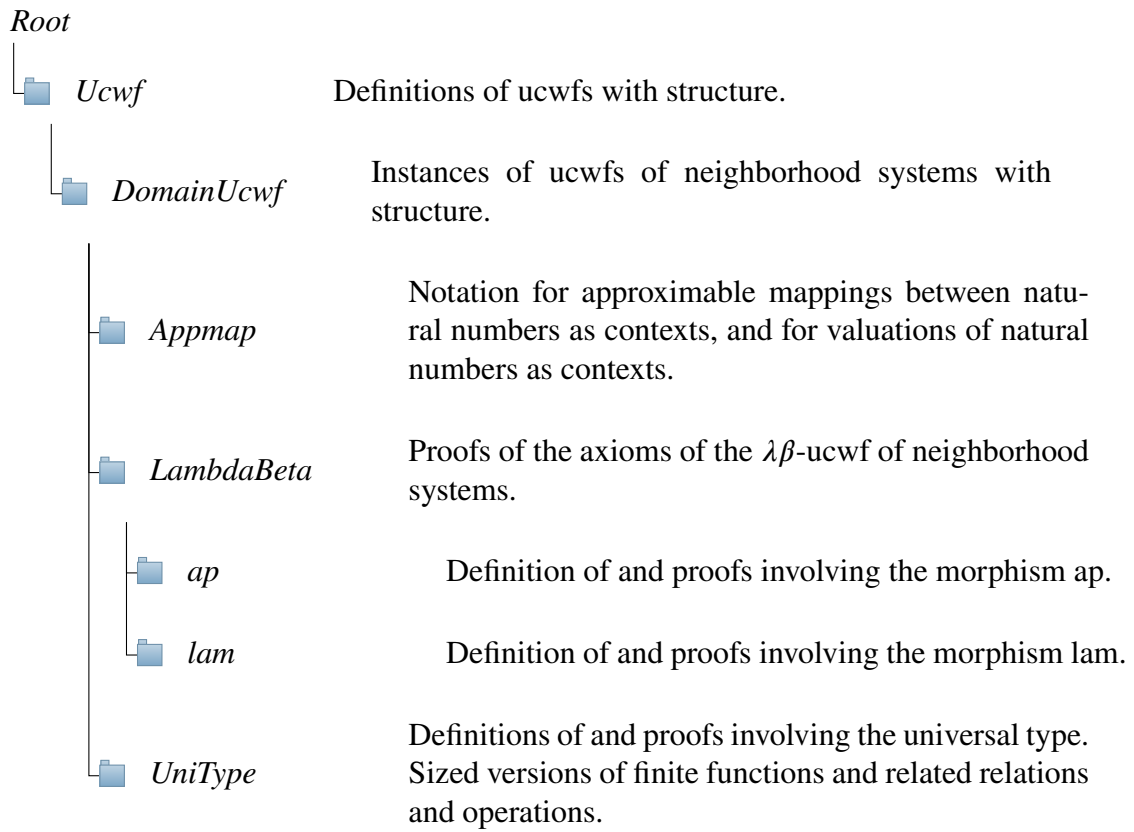 Root
Ucwf Definitions of ucwfs with structure.
DomainUcwf Instances of ucwfs of neighborhood systems with
structure.
Appmap Notation for approximable mappings between natu-
ral numbers as contexts, and for valuations of natural
numbers as contexts.
LambdaBeta Proofs of the axioms of the λβ-ucwf of neighborhood
systems.
ap Definition of and proofs involving the morphism ap.
lam Definition of and proofs involving the morphism lam.
UniType Definitions of and proofs involving the universal type.
Sized versions of finite functions and related relations
and operations.